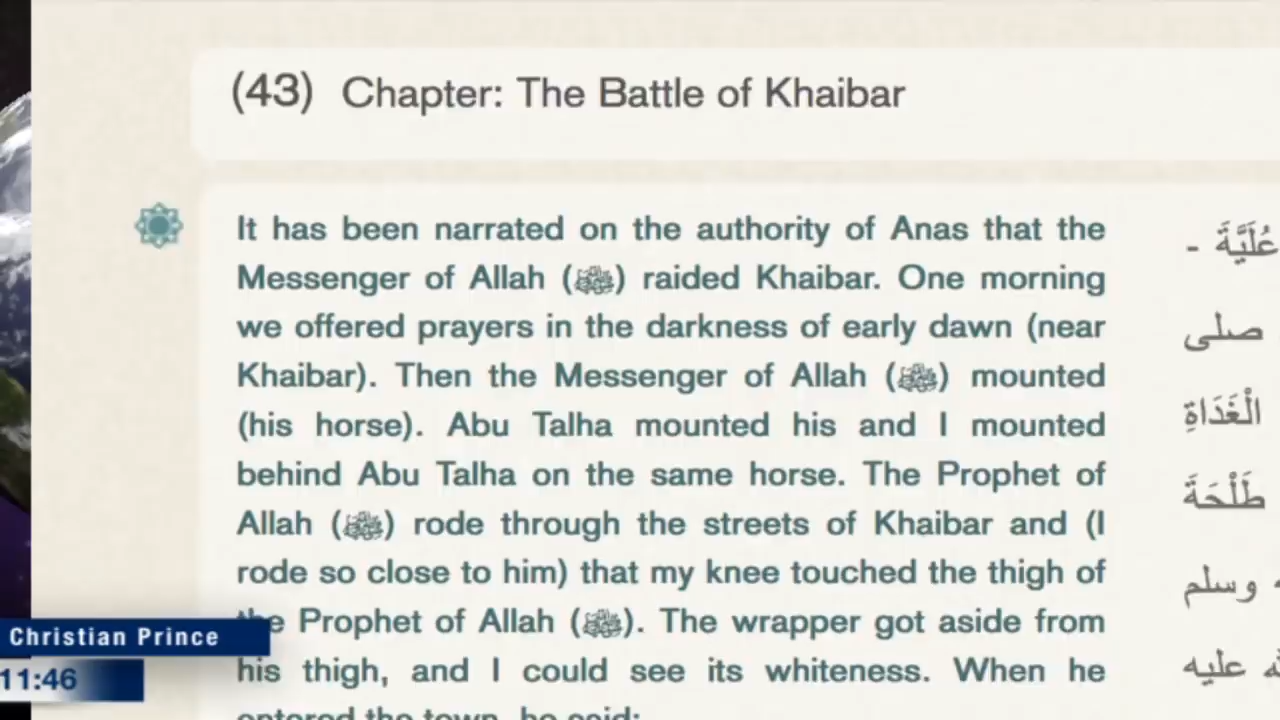 (43) Chapter: The Battle of Khaibar
It has been narrated on the authority of Anas that the
Messenger of Allah (ﷺ) raided Khaibar. One morning
we offered prayers in the darkness of early dawn (near
Khaibar). Then the Messenger of Allah (ﷺ) mounted
(his horse). Abu Talha mounted his and I mounted
behind Abu Talha on the same horse. The Prophet of
Allah (ﷺ) rode through the streets of Khaibar and (I
rode so close to him) that my knee touched the thigh of
the Prophet of Allah (ﷺ). The wrapper got aside from
his thigh, and I could see its whiteness. When he
entered the town, he said:
عُلَيَّةَ -
صلى
الْغَدَاةِ
طَلْحَةَ
وسلم
عليه
Christian Prince
11:46